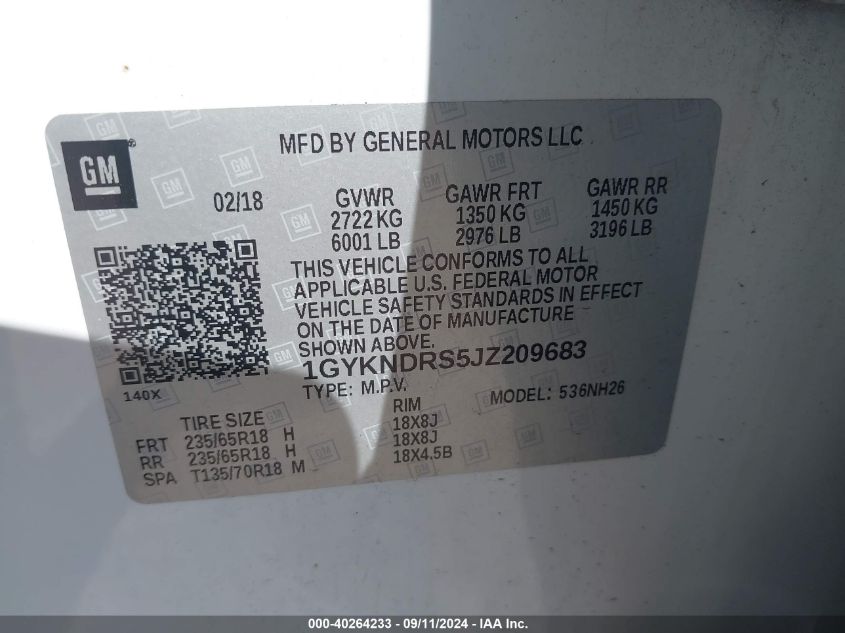 GM
MFD BY GENERAL MOTORS LLC
02/18
GVWR GAWR FRT GAWR RR
2722 KG 1350 KG 1450 KG
6001 LB 2976 LB 3196 LB
THIS VEHICLE CONFORMS TO ALL
APPLICABLE U.S. FEDERAL MOTOR
VEHICLE SAFETY STANDARDS IN EFFECT
ON THE DATE OF MANUFACTURE
SHOWN ABOVE.
1GYKNDRS5JZ209683
TYPE: M.P.V. MODEL: 536NH26
140X
TIRE SIZE RIM
FRT 235/65R18 H 18X8J
RR 235/65R18 H 18X8J
SPA T135/70R18 M 18X4.5B
000-40264233 - 09/11/2024 - IAA Inc.